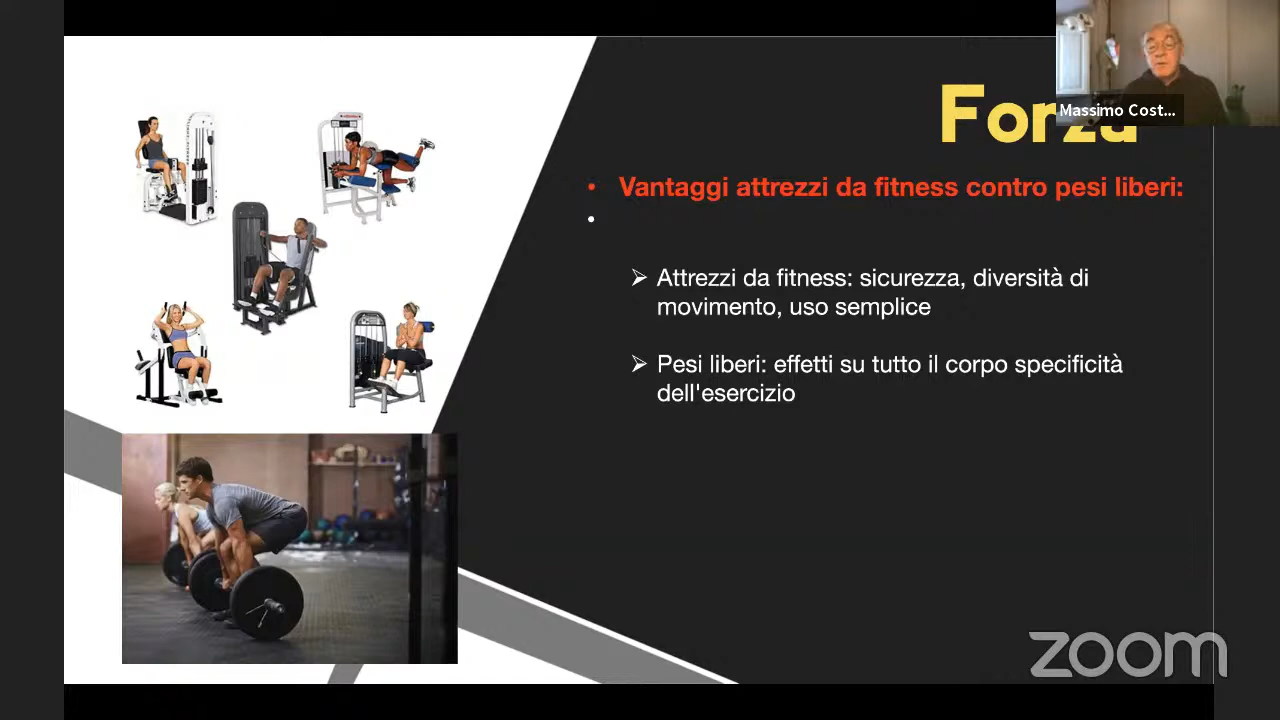 Forza
Massimo Cost...
• Vantaggi attrezzi da fitness contro pesi liberi:
•
➢ Attrezzi da fitness: sicurezza, diversità di
movimento, uso semplice
➢ Pesi liberi: effetti su tutto il corpo specificità
dell'esercizio
zoom